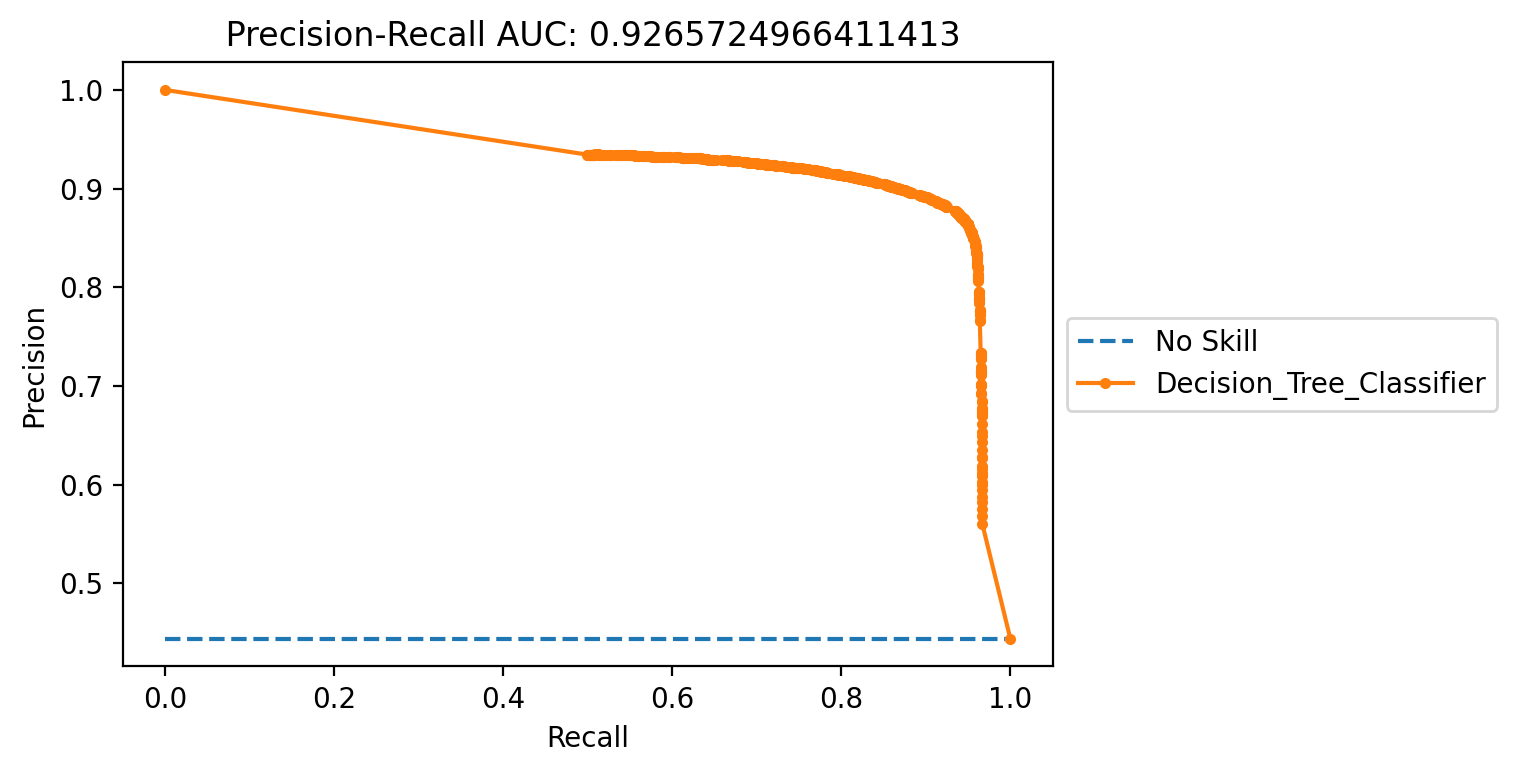 Precision-Recall AUC: 0.9265724966411413
1.0
0.9
0.8
0.7
0.6
0.5
Precision
0.0 0.2 0.4 0.6 0.8 1.0
Recall
No Skill
Decision_Tree_Classifier